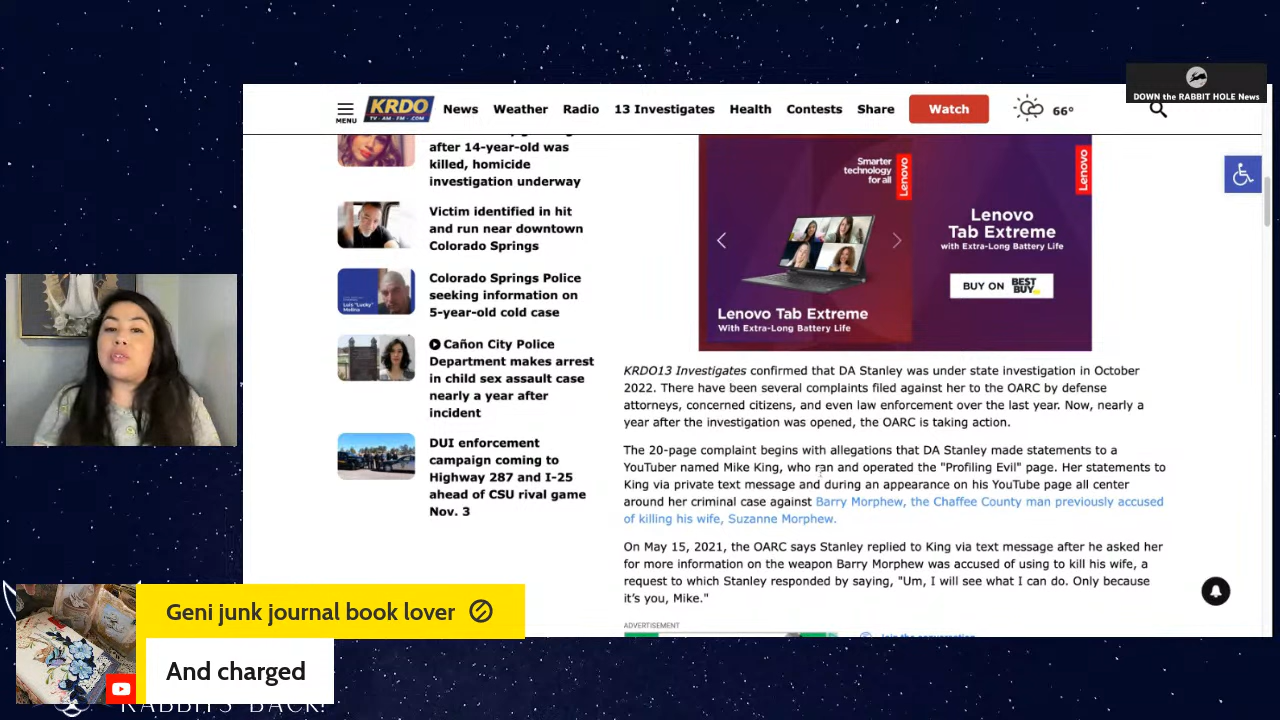 DOWN the RABBIT HOLE News
MENU
KRDO
TV - AM - FM - .COM
News Weather Radio 13 Investigates Health Contests Share Watch 66°
after 14-year-old was
killed, homicide
investigation underway
Victim identified in hit
and run near downtown
Colorado Springs
Luis "Lucky"
Molina
Colorado Springs Police
seeking information on
5-year-old cold case
Cañon City Police
Department makes arrest
in child sex assault case
nearly a year after
incident
DUI enforcement
campaign coming to
Highway 287 and I-25
ahead of CSU rival game
Nov. 3
Smarter
technology
for all
Lenovo
Lenovo Tab Extreme
With Extra-Long Battery Life
Lenovo
Lenovo
Tab Extreme
with Extra-Long Battery Life
BUY ON BEST BUY
KRDO13 Investigates confirmed that DA Stanley was under state investigation in October
2022. There have been several complaints filed against her to the OARC by defense
attorneys, concerned citizens, and even law enforcement over the last year. Now, nearly a
year after the investigation was opened, the OARC is taking action.
The 20-page complaint begins with allegations that DA Stanley made statements to a
YouTuber named Mike King, who ran and operated the "Profiling Evil" page. Her statements to
King via private text message and during an appearance on his YouTube page all center
around her criminal case against Barry Morphew, the Chaffee County man previously accused
of killing his wife, Suzanne Morphew.
On May 15, 2021, the OARC says Stanley replied to King via text message after he asked her
for more information on the weapon Barry Morphew was accused of using to kill his wife, a
request to which Stanley responded by saying, "Um, I will see what I can do. Only because
it's you, Mike."
ADVERTISEMENT
Join the conversation
Geni junk journal book lover
And charged
RABBITS BACK!